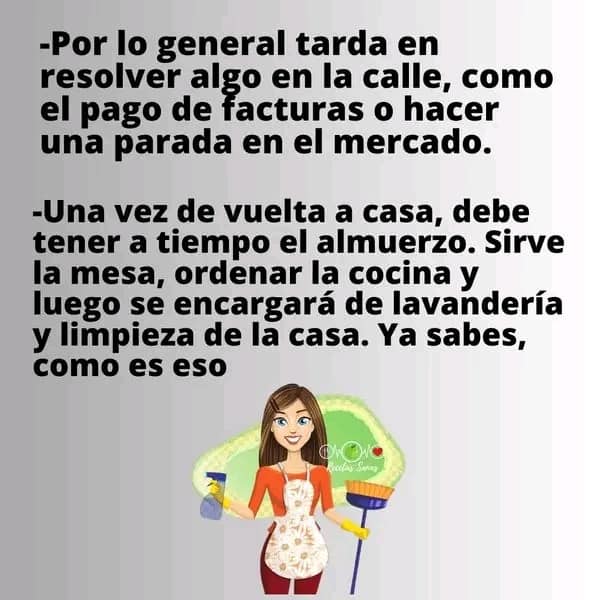 -Por lo general tarda en
resolver algo en la calle, como
el pago de facturas o hacer
una parada en el mercado.
-Una vez de vuelta a casa, debe
tener a tiempo el almuerzo. Sirve
la mesa, ordenar la cocina y
luego se encargará de lavandería
y limpieza de la casa. Ya sabes,
como es eso
Recetas Sanas